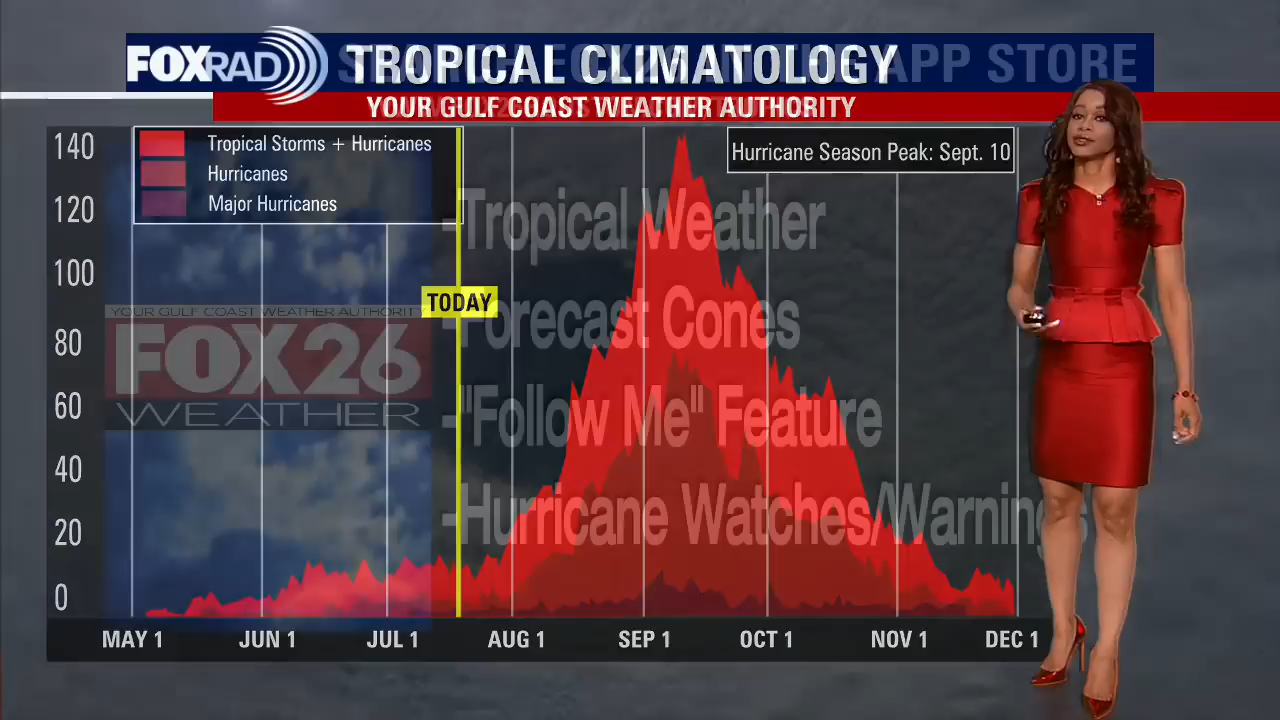 FOXRAD
TROPICAL CLIMATOLOGY
APP STORE
YOUR GULF COAST WEATHER AUTHORITY
140
120
100
80
60
40
20
0
Tropical Storms + Hurricanes
Hurricanes
Major Hurricanes
Hurricane Season Peak: Sept. 10
TODAY
-Tropical Weather
-Forecast Cones
-"Follow Me" Feature
-Hurricane Watches/Warnings
YOUR GULF COAST WEATHER AUTHORIT
FOX26
WEATHER
MAY 1
JUN 1
JUL 1
AUG 1
SEP 1
OCT 1
NOV 1
DEC 1